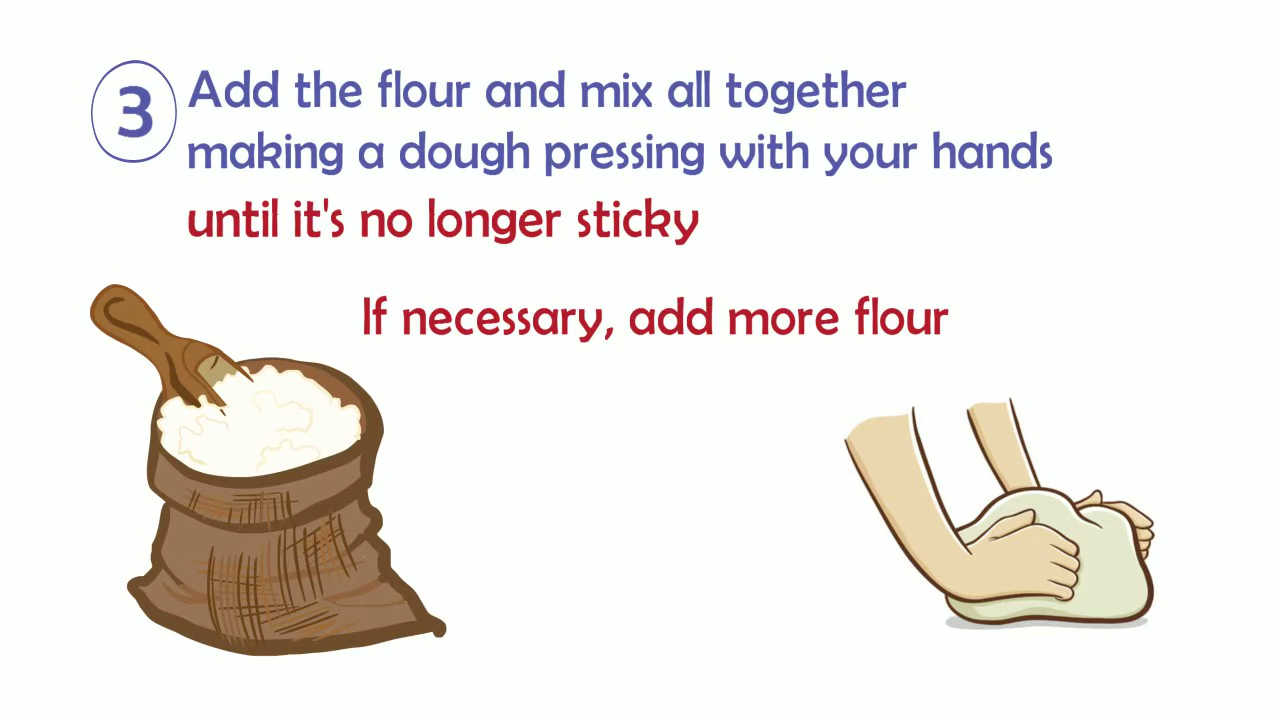 3 Add the flour and mix all together
making a dough pressing with your hands
until it's no longer sticky
If necessary, add more flour